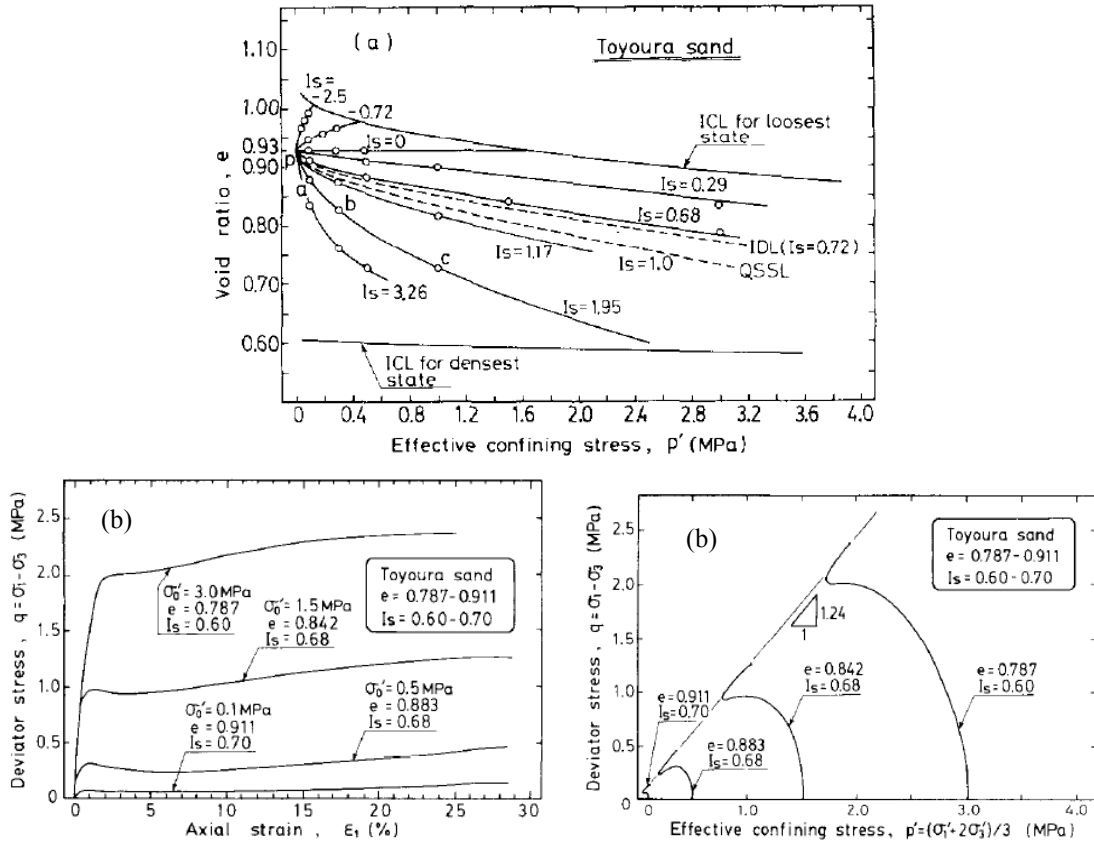 (a)
Toyoura sand
Is=
-2.5
-0.72
Is=0
ICL for loosest
state
Is=0.29
Is=0.68
IDL(Is=0.72)
QSSL
Is=1.0
Is=1.17
Is=1.95
Is=3.26
P
a
b
c
ICL for densest
state
1.10
1.00
0.93
0.90
0.80
0.70
0.60
Void ratio, e
0 0.4 0.8 1.2 1.6 2.0 2.4 2.8 3.2 3.6 4.0
Effective confining stress, p' (MPa)
(b)
Deviator stress, q=σ1-σ3 (MPa)
2.5
2.0
1.5
1.0
0.5
0
σ0'=3.0MPa
e = 0.787
Is = 0.60
Toyoura sand
e = 0.787-0.911
Is = 0.60-0.70
σ0'=1.5MPa
e = 0.842
Is = 0.68
σ0'=0.1MPa
e = 0.911
Is = 0.70
σ0'=0.5MPa
e = 0.883
Is = 0.68
0 5 10 15 20 25 30
Axial strain, ε1 (%)
(b)
Deviator stress, q=σ1-σ3 (MPa)
2.5
2.0
1.5
1.0
0.5
0
Toyoura sand
e = 0.787-0.911
Is = 0.60-0.70
1.24
1
e=0.911
Is=0.70
e=0.842
Is=0.68
e=0.787
Is=0.60
e=0.883
Is=0.68
0 1.0 2.0 3.0 4.0
Effective confining stress, p'=(σ1'+2σ3')/3 (MPa)